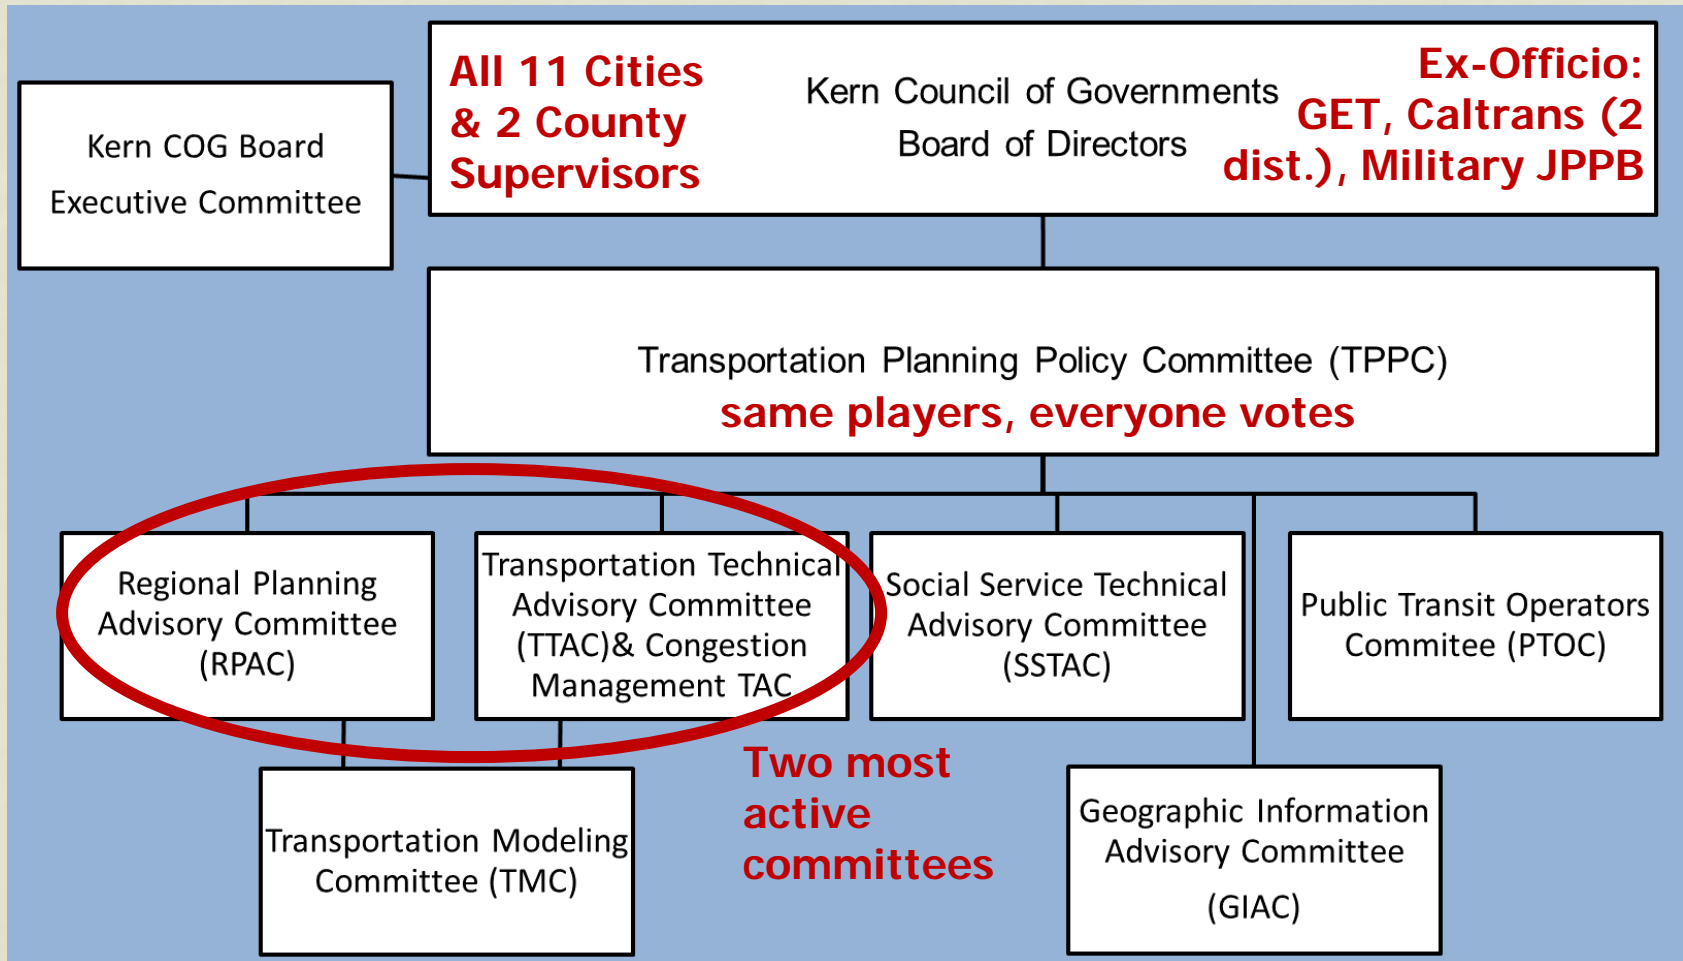 All 11 Cities
& 2 County
Supervisors
Kern Council of Governments
Board of Directors
Ex-Officio:
GET, Caltrans (2
dist.), Military JPPB
Kern COG Board
Executive Committee
Transportation Planning Policy Committee (TPPC)
same players, everyone votes
Regional Planning
Advisory Committee
(RPAC)
Transportation Technical
Advisory Committee
(TTAC)& Congestion
Management TAC
Social Service Technical
Advisory Committee
(SSTAC)
Public Transit Operators
Commitee (PTOC)
Transportation Modeling
Committee (TMC)
Two most
active
committees
Geographic Information
Advisory Committee
(GIAC)